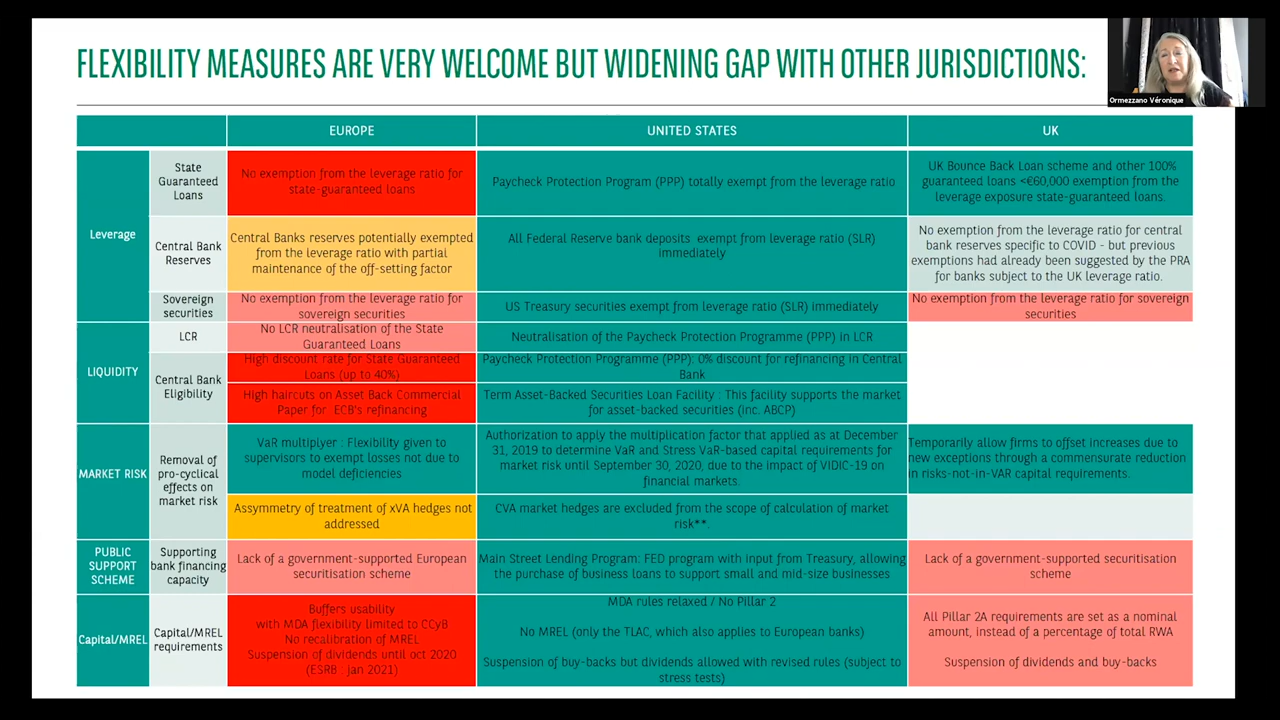 FLEXIBILITY MEASURES ARE VERY WELCOME BUT WIDENING GAP WITH OTHER JURISDICTIONS:
Ormezzano Véronique
EUROPE
UNITED STATES
UK
Leverage
State
Guaranteed
Loans
No exemption from the leverage ratio for
state-guaranteed loans
Paycheck Protection Program (PPP) totally exempt from the leverage ratio
UK Bounce Back Loan scheme and other 100%
guaranteed loans <€60,000 exemption from the
leverage exposure state-guaranteed loans.
Central Bank
Reserves
Central Banks reserves potentially exempted
from the leverage ratio with partial
maintenance of the off-setting factor
All Federal Reserve bank deposits exempt from leverage ratio (SLR)
immediately
No exemption from the leverage ratio for central
bank reserves specific to COVID - but previous
exemptions had already been suggested by the PRA
for banks subject to the UK leverage ratio.
Sovereign
securities
No exemption from the leverage ratio for
sovereign securities
US Treasury securities exempt from leverage ratio (SLR) immediately
No exemption from the leverage ratio for sovereign
securities
LIQUIDITY
LCR
No LCR neutralisation of the State
Guaranteed Loans
Neutralisation of the Paycheck Protection Programme (PPP) in LCR
Central Bank
Eligibility
High discount rate for State Guaranteed
Loans (up to 40%)
Paycheck Protection Programme (PPP): 0% discount for refinancing in Central
Bank
High haircuts on Asset Back Commercial
Paper for ECB's refinancing
Term Asset-Backed Securities Loan Facility : This facility supports the market
for asset-backed securities (inc. ABCP)
MARKET RISK
Removal of
pro-cyclical
effects on
market risk
VaR multiplyer : Flexibility given to
supervisors to exempt losses not due to
model deficiencies
Authorization to apply the multiplication factor that applied as at December
31, 2019 to determine VaR and Stress VaR-based capital requirements for
market risk until September 30, 2020, due to the impact of VIDIC-19 on
financial markets.
Temporarily allow firms to offset increases due to
new exceptions through a commensurate reduction
in risks-not-in-VAR capital requirements.
Assymmetry of treatment of xVA hedges not
addressed
CVA market hedges are excluded from the scope of calculation of market
risk**.
PUBLIC
SUPPORT
SCHEME
Supporting
bank financing
capacity
Lack of a government-supported European
securitisation scheme
Main Street Lending Program: FED program with input from Treasury, allowing
the purchase of business loans to support small and mid-size businesses
Lack of a government-supported securitisation
scheme
Capital/MREL
Capital/MREL
requirements
Buffers usability
with MDA flexibility limited to CCyB
No recalibration of MREL
Suspension of dividends until oct 2020
(ESRB : Jan 2021)
MDA rules relaxed / No Pillar 2
No MREL (only the TLAC, which also applies to European banks)
Suspension of buy-backs but dividends allowed with revised rules (subject to
stress tests)
All Pillar 2A requirements are set as a nominal
amount, instead of a percentage of total RWA
Suspension of dividends and buy-backs